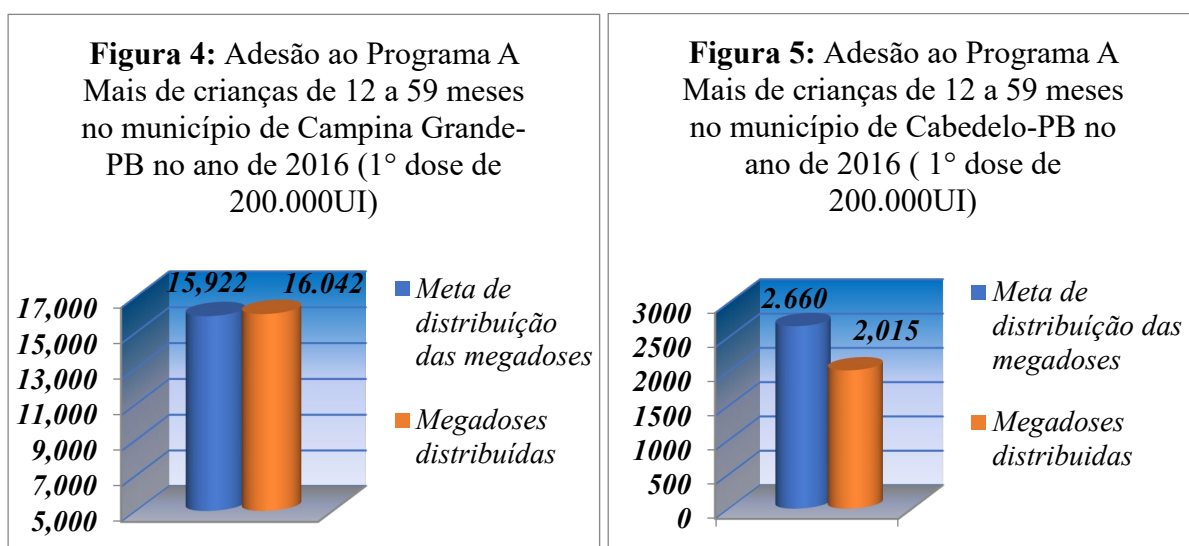 Figura 4: Adesão ao Programa A
Mais de crianças de 12 a 59 meses
no município de Campina Grande-
PB no ano de 2016 (1° dose de
200.000UI)
15,922
16.042
17,000
15,000
13,000
11,000
9,000
7,000
5,000
Meta de
distribuíção
das megadoses
Megadoses
distribuídas
Figura 5: Adesão ao Programa A
Mais de crianças de 12 a 59 meses
no município de Cabedelo-PB no
ano de 2016 ( 1° dose de
200.000UI)
2.660
2,015
3000
2500
2000
1500
1000
500
0
Meta de
distribuíção das
megadoses
Megadoses
distribuidas